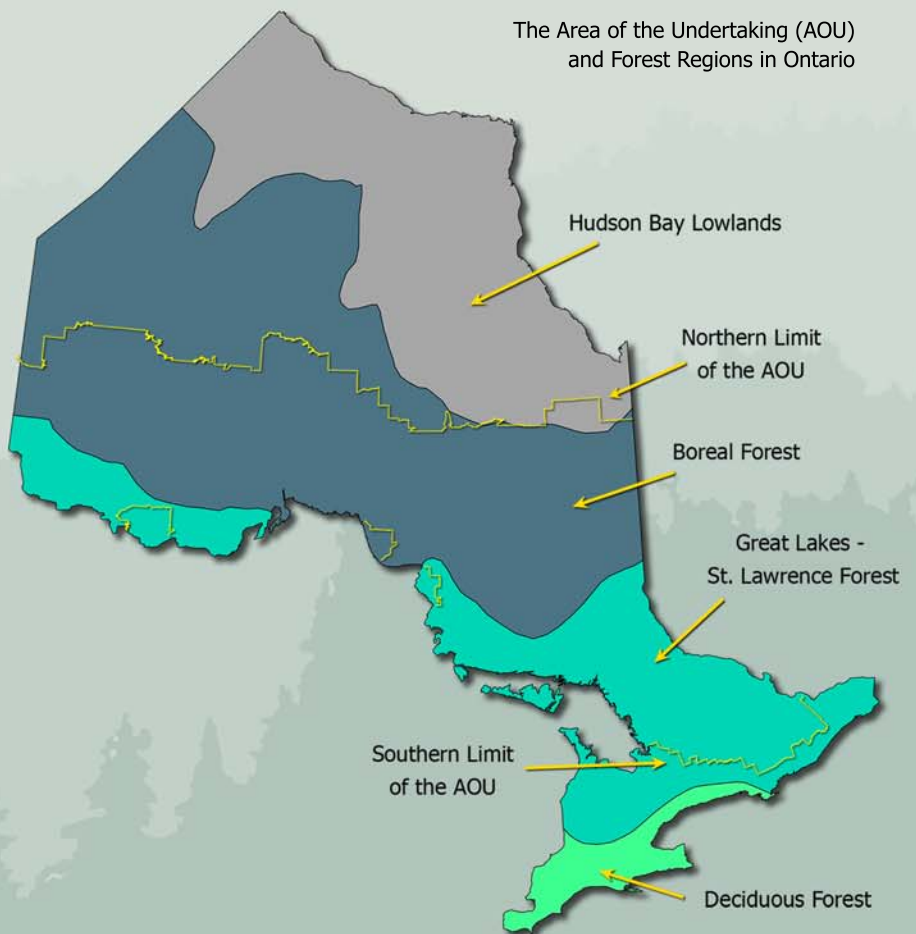 The Area of the Undertaking (AOU)
and Forest Regions in Ontario
Hudson Bay Lowlands
Northern Limit
of the AOU
Boreal Forest
Great Lakes -
St. Lawrence Forest
Southern Limit
of the AOU
Deciduous Forest